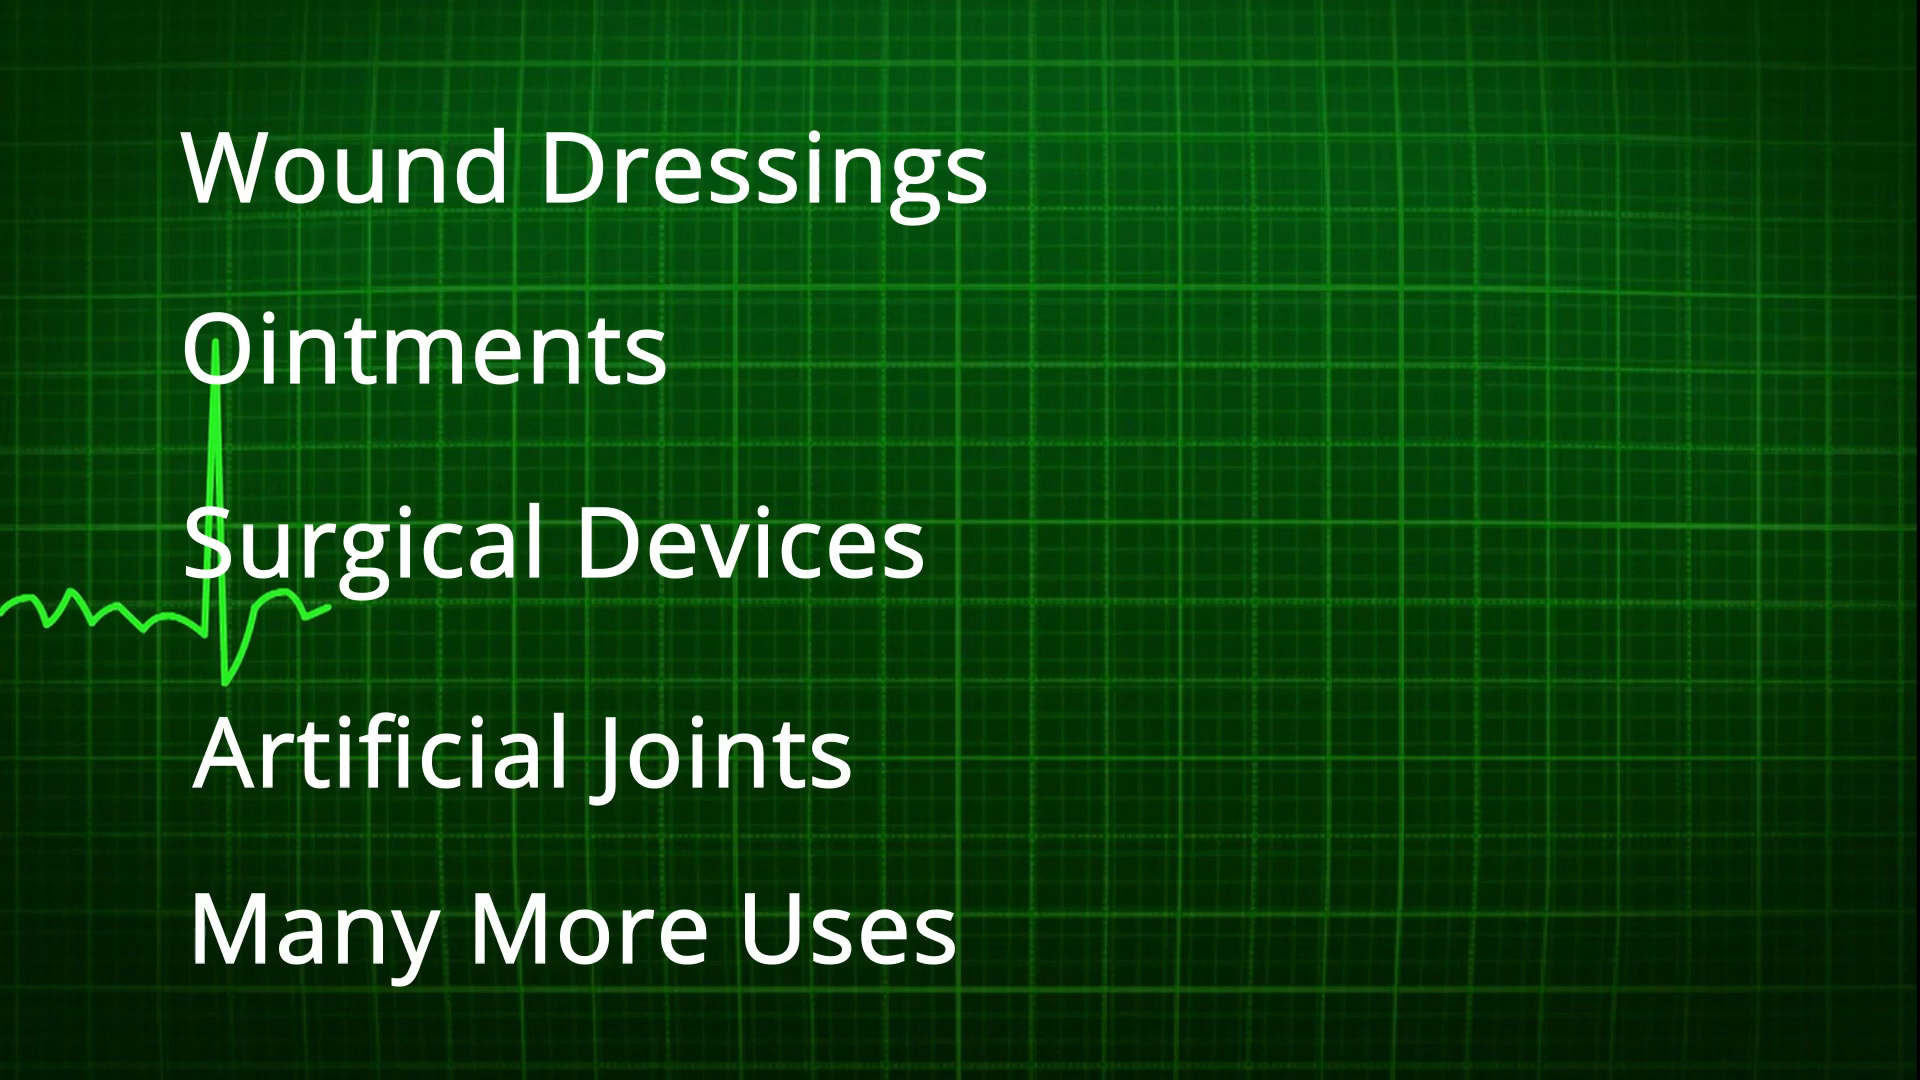 Wound Dressings
Ointments
Surgical Devices
Artificial Joints
Many More Uses